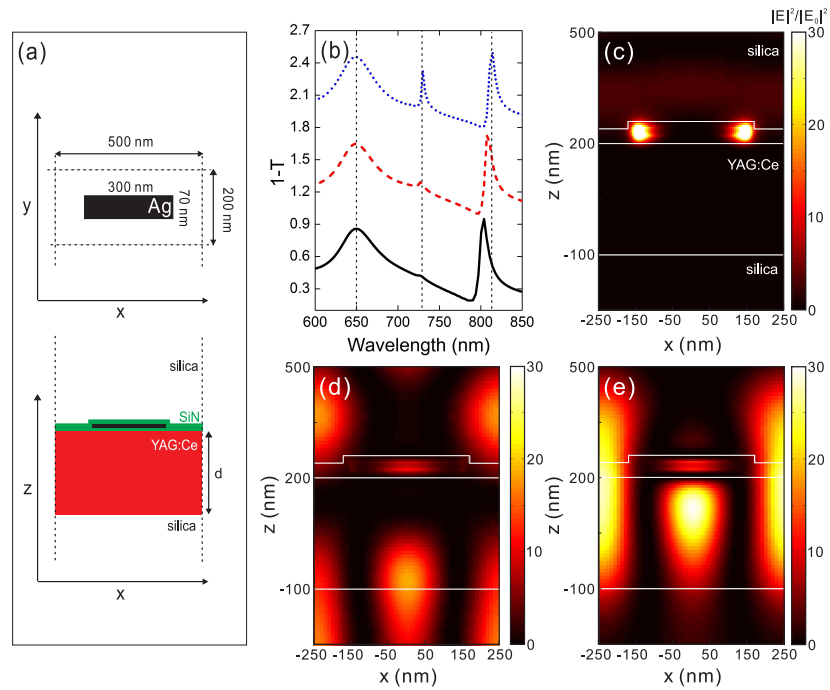 (a)
500 nm
300 nm
Ag
70 nm
200 nm
y
x
silica
SiN
YAG:Ce
d
z
silica
x
(b)
2.7
2.4
2.1
1.8
1.5
1.2
0.9
0.6
0.3
1-T
600 650 700 750 800 850
Wavelength (nm)
|E|²/|E₀|²
(c)
silica
YAG:Ce
silica
500
200
-100
z (nm)
-250 -150 -50 50 150 250
x (nm)
30
20
10
0
(d)
500
200
-100
z (nm)
-250 -150 -50 50 150 250
x (nm)
30
20
10
0
(e)
500
200
-100
z (nm)
-250 -150 -50 50 150 250
x (nm)
30
20
10
0